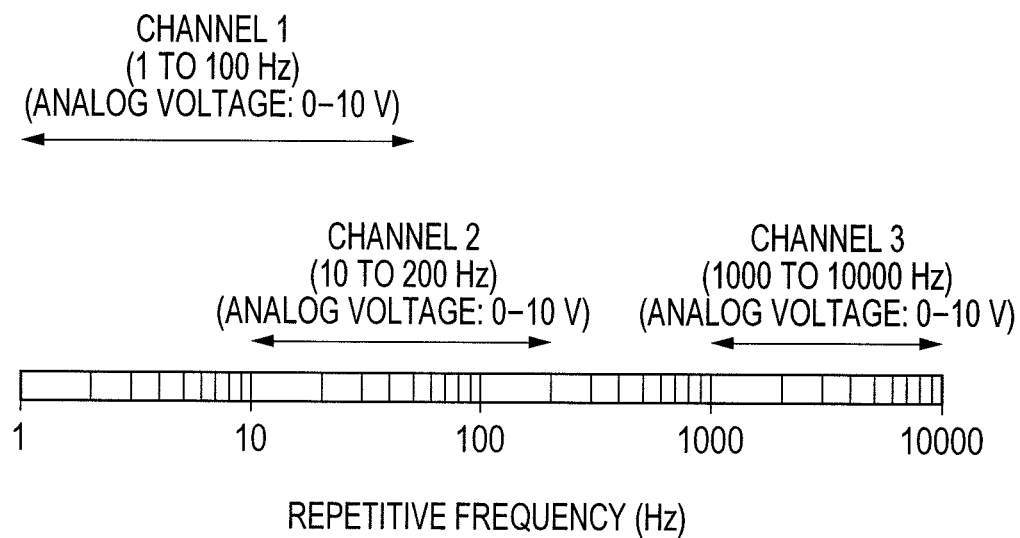 CHANNEL 1
(1 TO 100 Hz)
(ANALOG VOLTAGE: 0–10 V)
CHANNEL 2
(10 TO 200 Hz)
(ANALOG VOLTAGE: 0–10 V)
CHANNEL 3
(1000 TO 10000 Hz)
(ANALOG VOLTAGE: 0–10 V)
1 10 100 1000 10000
REPETITIVE FREQUENCY (Hz)